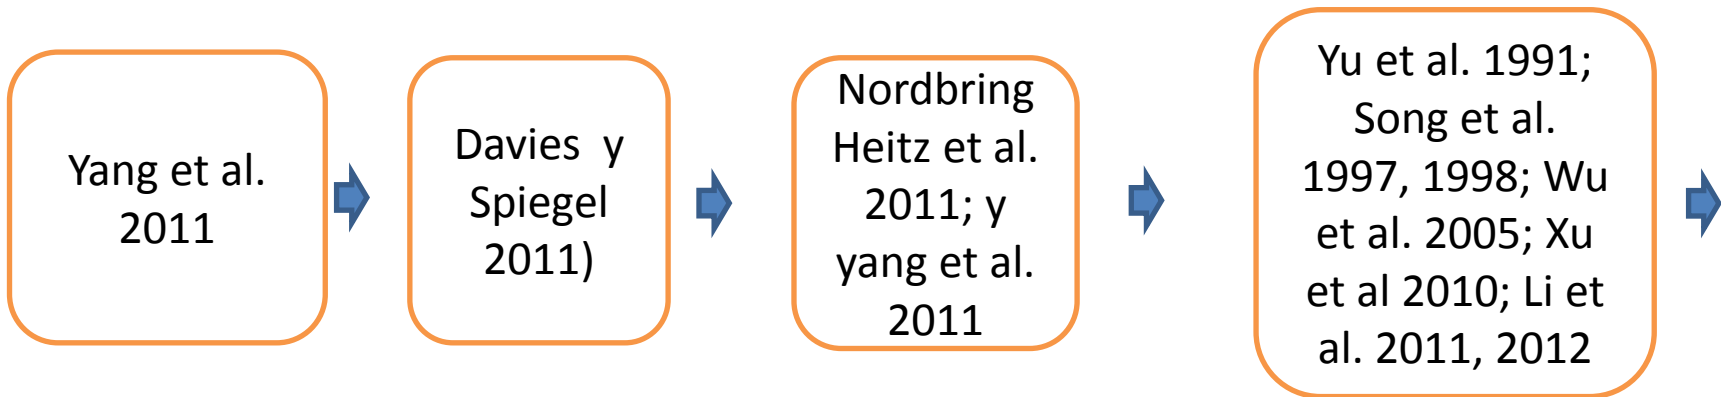 Yang et al.
2011
Davies y
Spiegel
2011)
Nordbring
Heitz et al.
2011; y
yang et al.
2011
Yu et al. 1991;
Song et al.
1997, 1998; Wu
et al. 2005; Xu
et al 2010; Li et
al. 2011, 2012